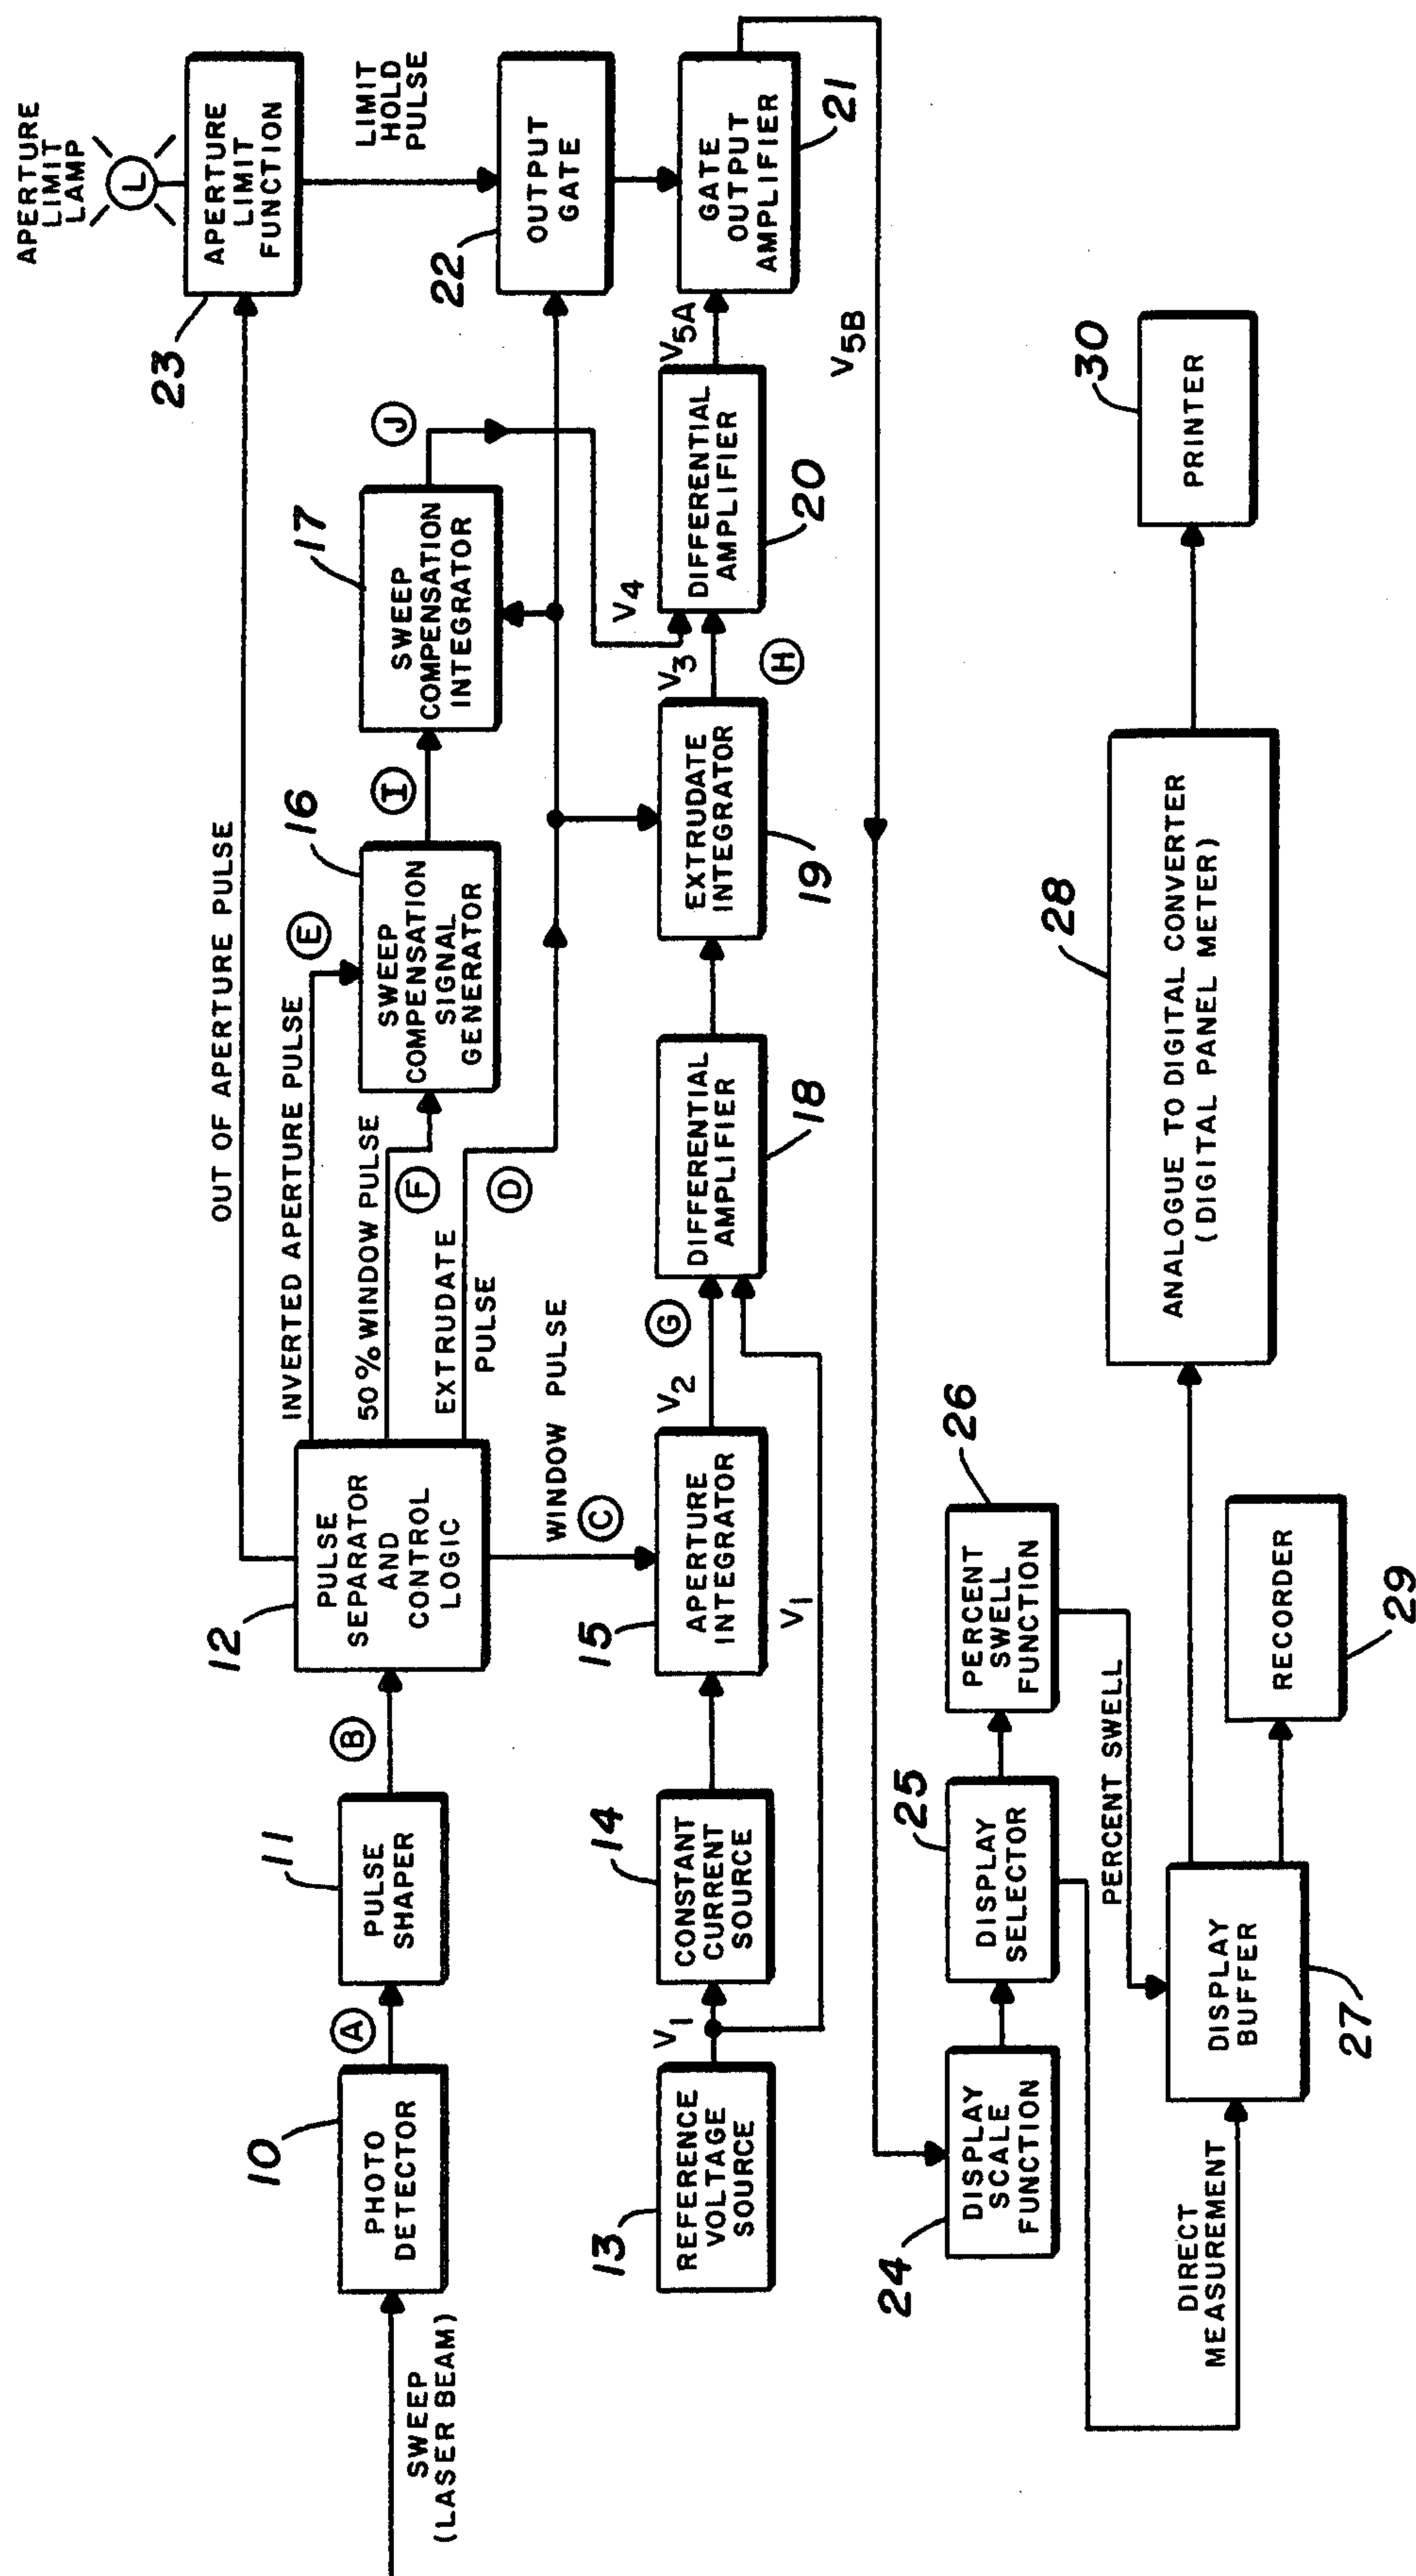 APERTURE
LIMIT
LAMP
L
APERTURE
LIMIT
FUNCTION
23
LIMIT
HOLD
PULSE
OUT OF APERTURE PULSE
INVERTED APERTURE PULSE
E
50% WINDOW PULSE
F
EXTRUDATE
PULSE
D
WINDOW PULSE
C
SWEEP
(LASER BEAM)
10
PHOTO
DETECTOR
A
11
PULSE
SHAPER
B
12
PULSE
SEPARATOR
AND
CONTROL
LOGIC
16
SWEEP
COMPENSATION
SIGNAL
GENERATOR
I
17
SWEEP
COMPENSATION
INTEGRATOR
J
22
OUTPUT
GATE
13
REFERENCE
VOLTAGE
SOURCE
V1
14
CONSTANT
CURRENT
SOURCE
15
APERTURE
INTEGRATOR
V1
V2
G
DIFFERENTIAL
AMPLIFIER
18
EXTRUDATE
INTEGRATOR
19
V3
H
V4
DIFFERENTIAL
AMPLIFIER
20
V5A
GATE
OUTPUT
AMPLIFIER
21
V5B
24
DISPLAY
SCALE
FUNCTION
25
DISPLAY
SELECTOR
26
PERCENT
SWELL
FUNCTION
PERCENT SWELL
DIRECT
MEASUREMENT
DISPLAY
BUFFER
27
RECORDER
29
28
ANALOGUE TO DIGITAL CONVERTER
(DIGITAL PANEL METER)
30
PRINTER